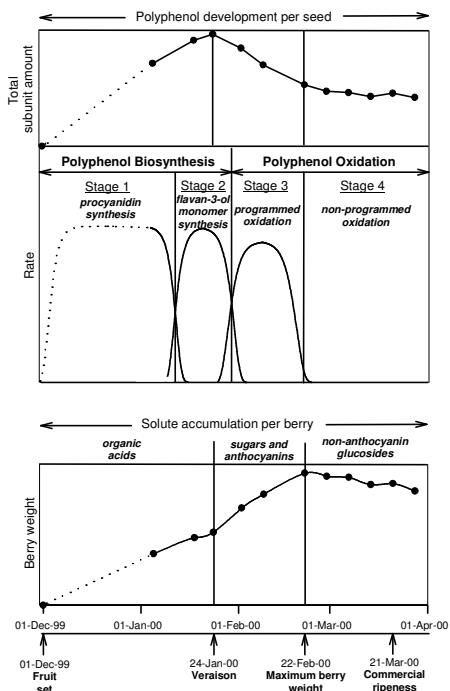 Polyphenol development per seed
Total
subunit amount
Polyphenol Biosynthesis
Polyphenol Oxidation
Stage 1
procyanidin
synthesis
Stage 2
flavan-3-ol
monomer
synthesis
Stage 3
programmed
oxidation
Stage 4
non-programmed
oxidation
Rate
Solute accumulation per berry
organic
acids
sugars and
anthocyanins
non-anthocyanin
glucosides
Berry weight
01-Dec-99
01-Jan-00
01-Feb-00
01-Mar-00
01-Apr-00
01-Dec-99
Fruit
set
24-Jan-00
Veraison
22-Feb-00
Maximum berry
weight
21-Mar-00
Commercial
ripeness